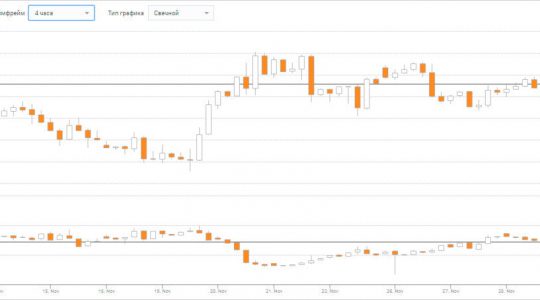 мфрейм 4 часа Тип графика Свечной
15. Nov 16. Nov 19. Nov 20. Nov 21. Nov 22. Nov 26. Nov 27. Nov 28. Nov